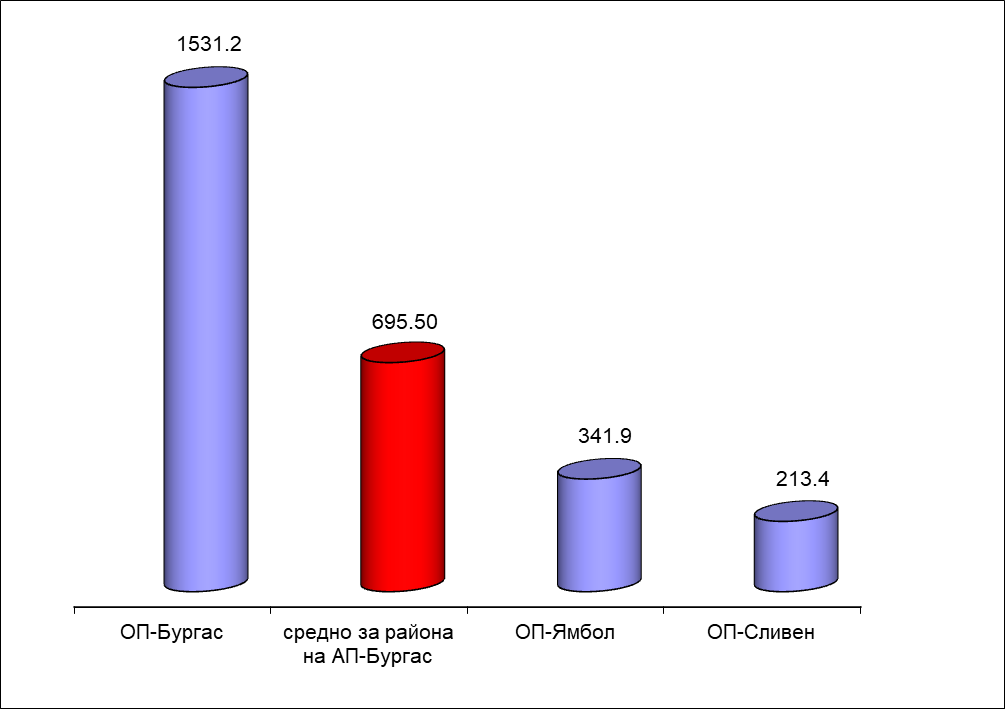 1531.2
695.50
341.9
213.4
ОП-Бургас
средно за района
на АП-Бургас
ОП-Ямбол
ОП-Сливен